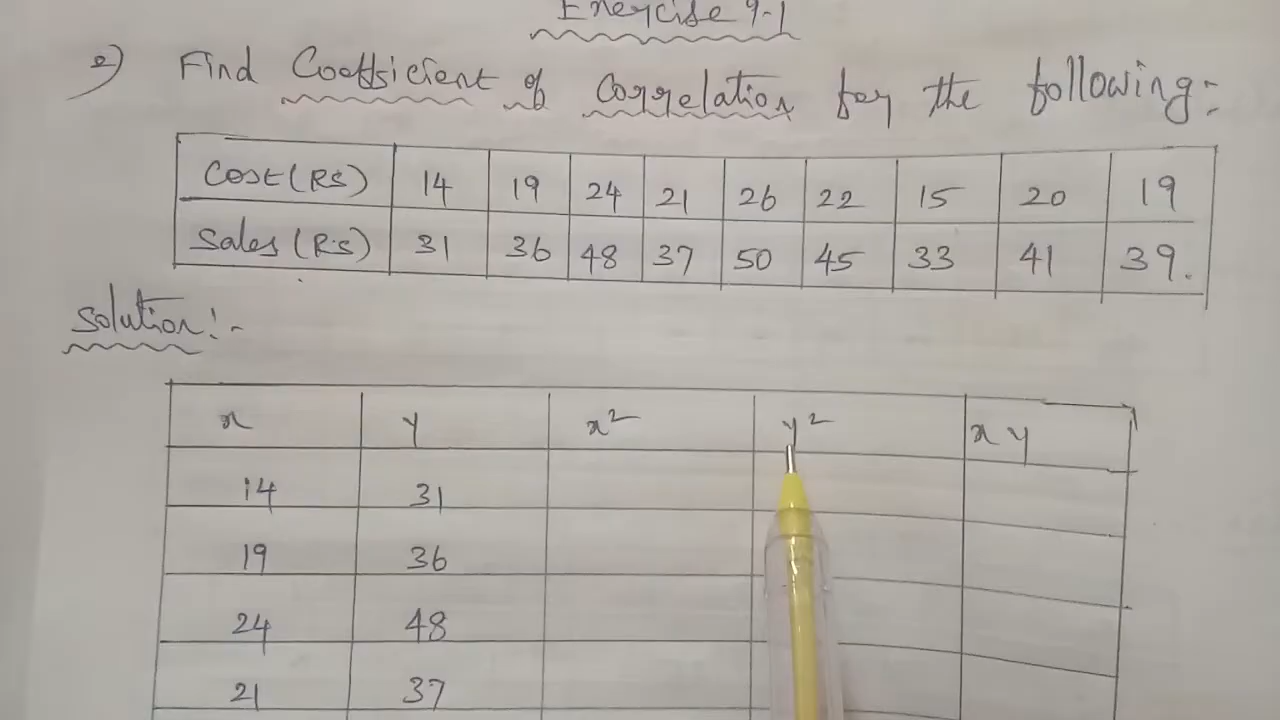 Exercise 9.1
2) Find Coefficient of Correlation for the following:-
Cost(RS) 14 19 24 21 26 22 15 20 19
Sales(RS) 31 36 48 37 50 45 33 41 39.
Solution:-
x y x² y² xy
14 31
19 36
24 48
21 37